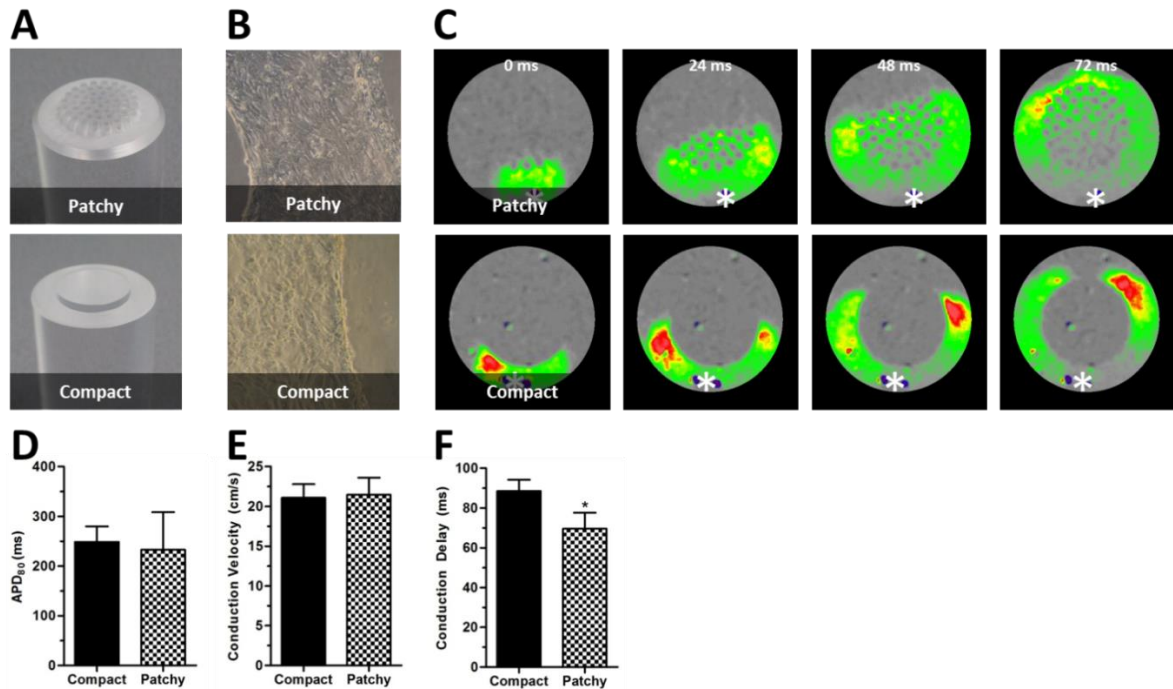 A
B
C
Patchy
Patchy
0 ms
24 ms
48 ms
72 ms
Patchy
*
*
*
*
Compact
Compact
Compact
*
*
*
*
D
E
F
APD80 (ms)
400
300
200
100
0
Compact
Patchy
Conduction Velocity (cm/s)
25
20
15
10
5
0
Compact
Patchy
Conduction Delay (ms)
100
80
60
40
20
0
*
Compact
Patchy